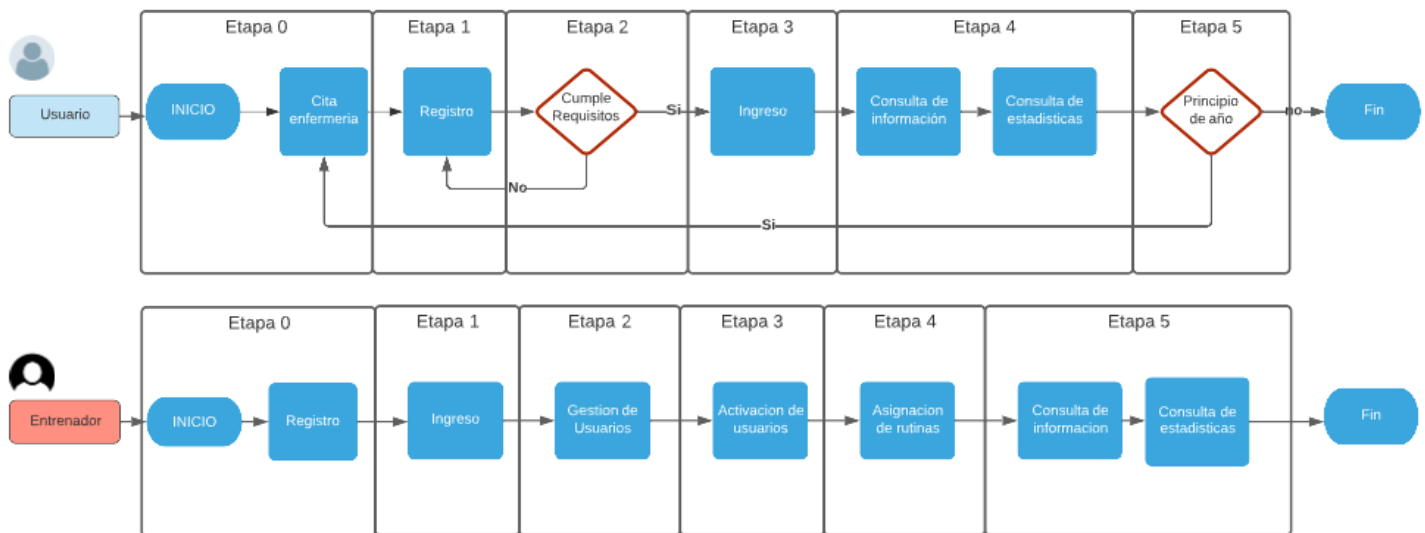 Etapa 0
Etapa 1
Etapa 2
Etapa 3
Etapa 4
Etapa 5
Usuario
INICIO
Cita
enfermeria
Registro
Cumple
Requisitos
Si
Ingreso
Consulta de
información
Consulta de
estadisticas
Principio
de año
no
Fin
No
Si
Etapa 0
Etapa 1
Etapa 2
Etapa 3
Etapa 4
Etapa 5
Entrenador
INICIO
Registro
Ingreso
Gestion de
Usuarios
Activacion de
usuarios
Asignacion
de rutinas
Consulta de
informacion
Consulta de
estadisticas
Fin